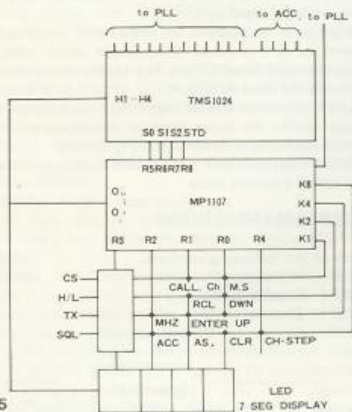 to PLL
to ACC, to PLL
H1-H4
TMS1024
S0 S1 S2 STD
R5 R6 R7 R8
MP1107
K8
K4
K2
K1
R3 R2 R1 R0 R4
CS
CALL. Ch M.S
H/L
RCL DWN
TX
MHZ ENTER UP
SQL
ACC AS. CLR CH-STEP
LED
7 SEG DISPLAY
5